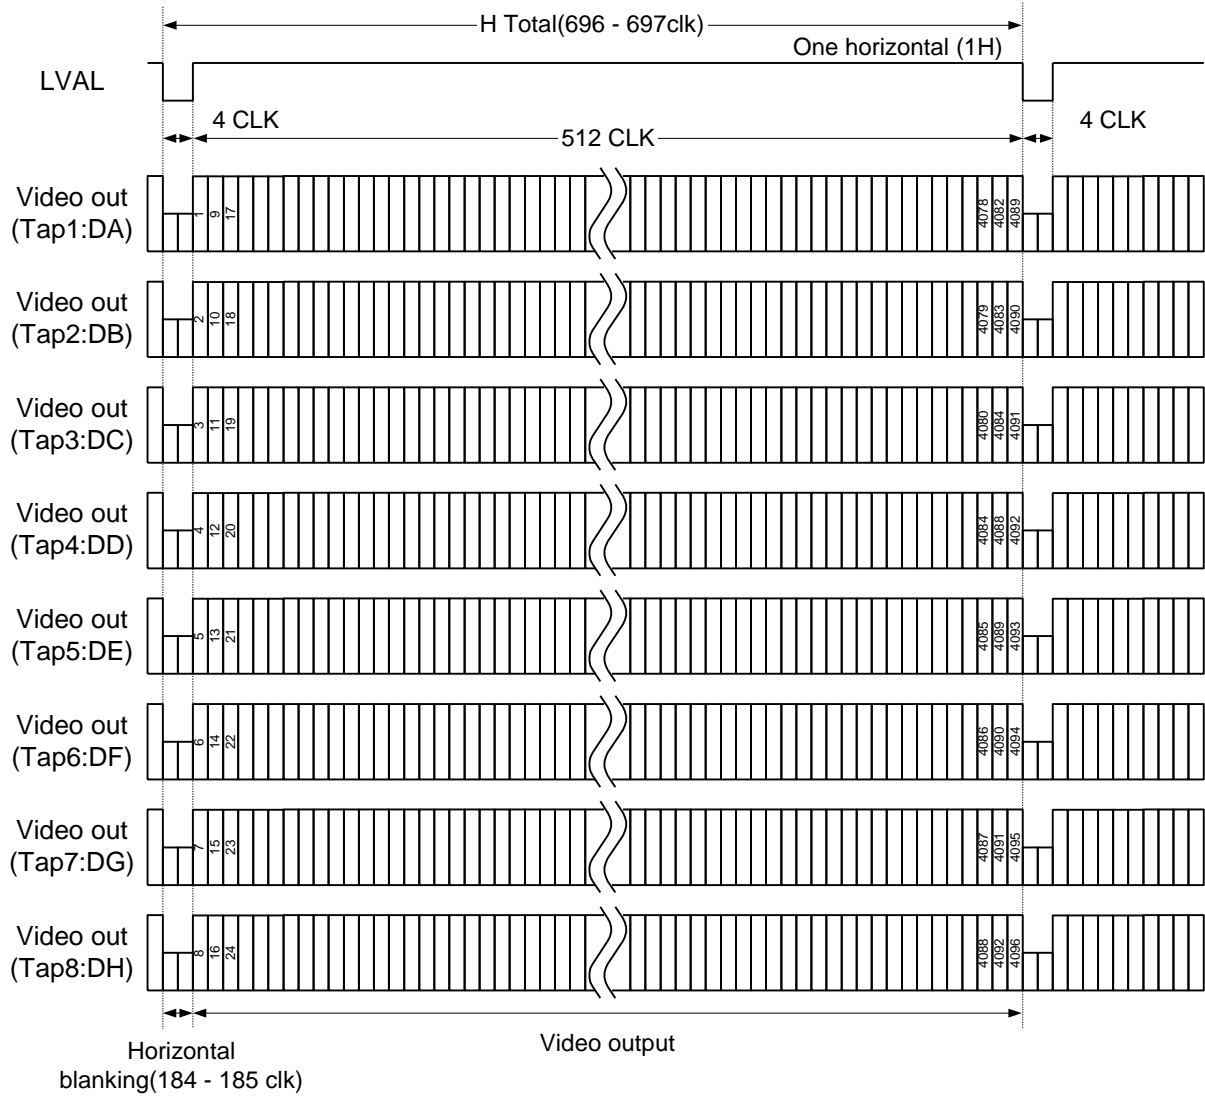 H Total(696 - 697clk)
One horizontal (1H)
LVAL
4 CLK
512 CLK
4 CLK
Video out
(Tap1:DA)
1
9
17
4078
4082
4089
Video out
(Tap2:DB)
2
10
18
4079
4083
4090
Video out
(Tap3:DC)
3
11
19
4080
4084
4091
Video out
(Tap4:DD)
4
12
20
4084
4088
4092
Video out
(Tap5:DE)
5
13
21
4085
4089
4093
Video out
(Tap6:DF)
6
14
22
4086
4090
4094
Video out
(Tap7:DG)
7
15
23
4087
4091
4095
Video out
(Tap8:DH)
8
16
24
4088
4092
4096
Horizontal
blanking(184 - 185 clk)
Video output